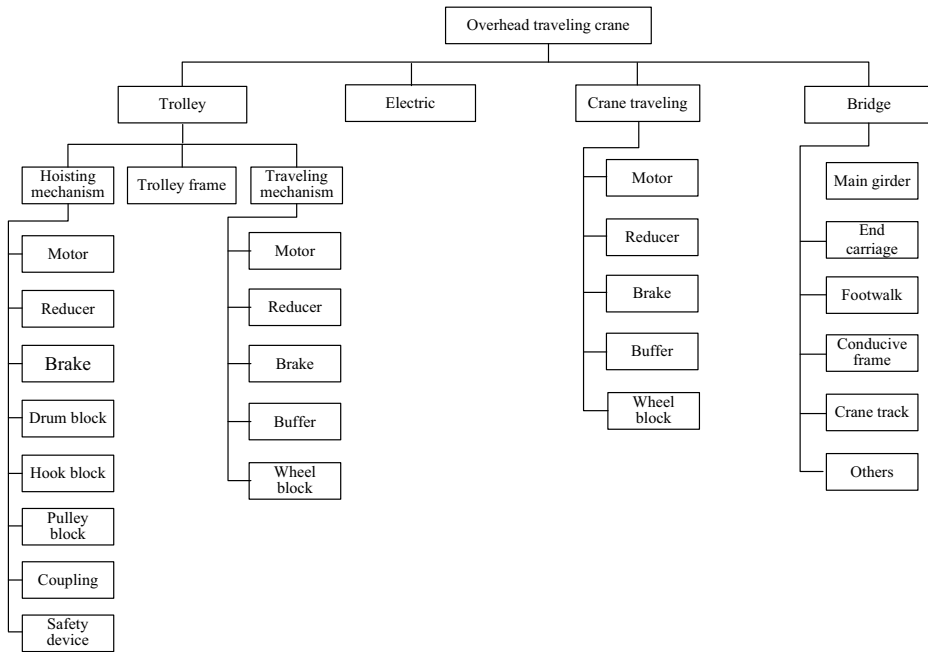 Overhead traveling crane
Trolley
Electric
Crane traveling
Bridge
Hoisting
mechanism
Trolley frame
Traveling
mechanism
Motor
Reducer
Brake
Drum block
Hook block
Pulley
block
Coupling
Safety
device
Motor
Reducer
Brake
Buffer
Wheel
block
Motor
Reducer
Brake
Buffer
Wheel
block
Main girder
End
carriage
Footwalk
Conducive
frame
Crane track
Others